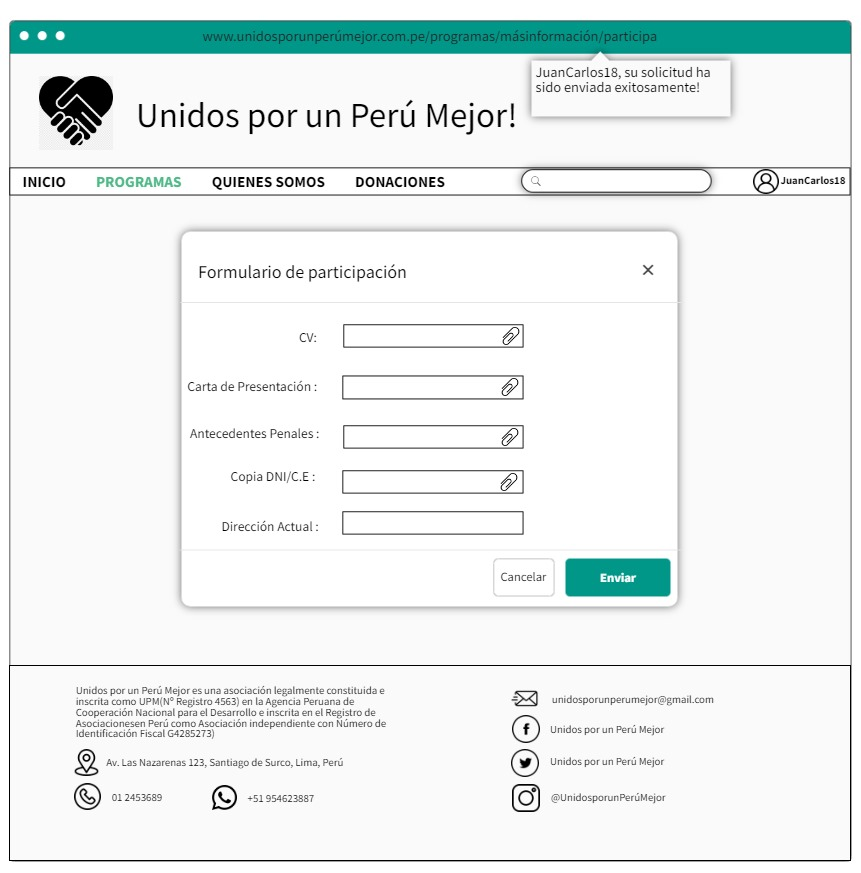 www.unidosporunperúmejor.com.pe/programas/másinformación/participa
JuanCarlos18, su solicitud ha
sido enviada exitosamente!
Unidos por un Perú Mejor!
INICIO PROGRAMAS QUIENES SOMOS DONACIONES JuanCarlos18
Formulario de participación
CV:
Carta de Presentación :
Antecedentes Penales :
Copia DNI/C.E :
Dirección Actual :
Cancelar Enviar
Unidos por un Perú Mejor es una asociación legalmente constituida e
inscrita como UPM(Nº Registro 4563) en la Agencia Peruana de
Cooperación Nacional para el Desarrollo e inscrita en el Registro de
Asociacionesen Perú como Asociación independiente con Número de
Identificación Fiscal G4285273)
Av. Las Nazarenas 123, Santiago de Surco, Lima, Perú
01 2453689 +51 954623887
unidosporunperumejor@gmail.com
Unidos por un Perú Mejor
Unidos por un Perú Mejor
@UnidosporunPerúMejor